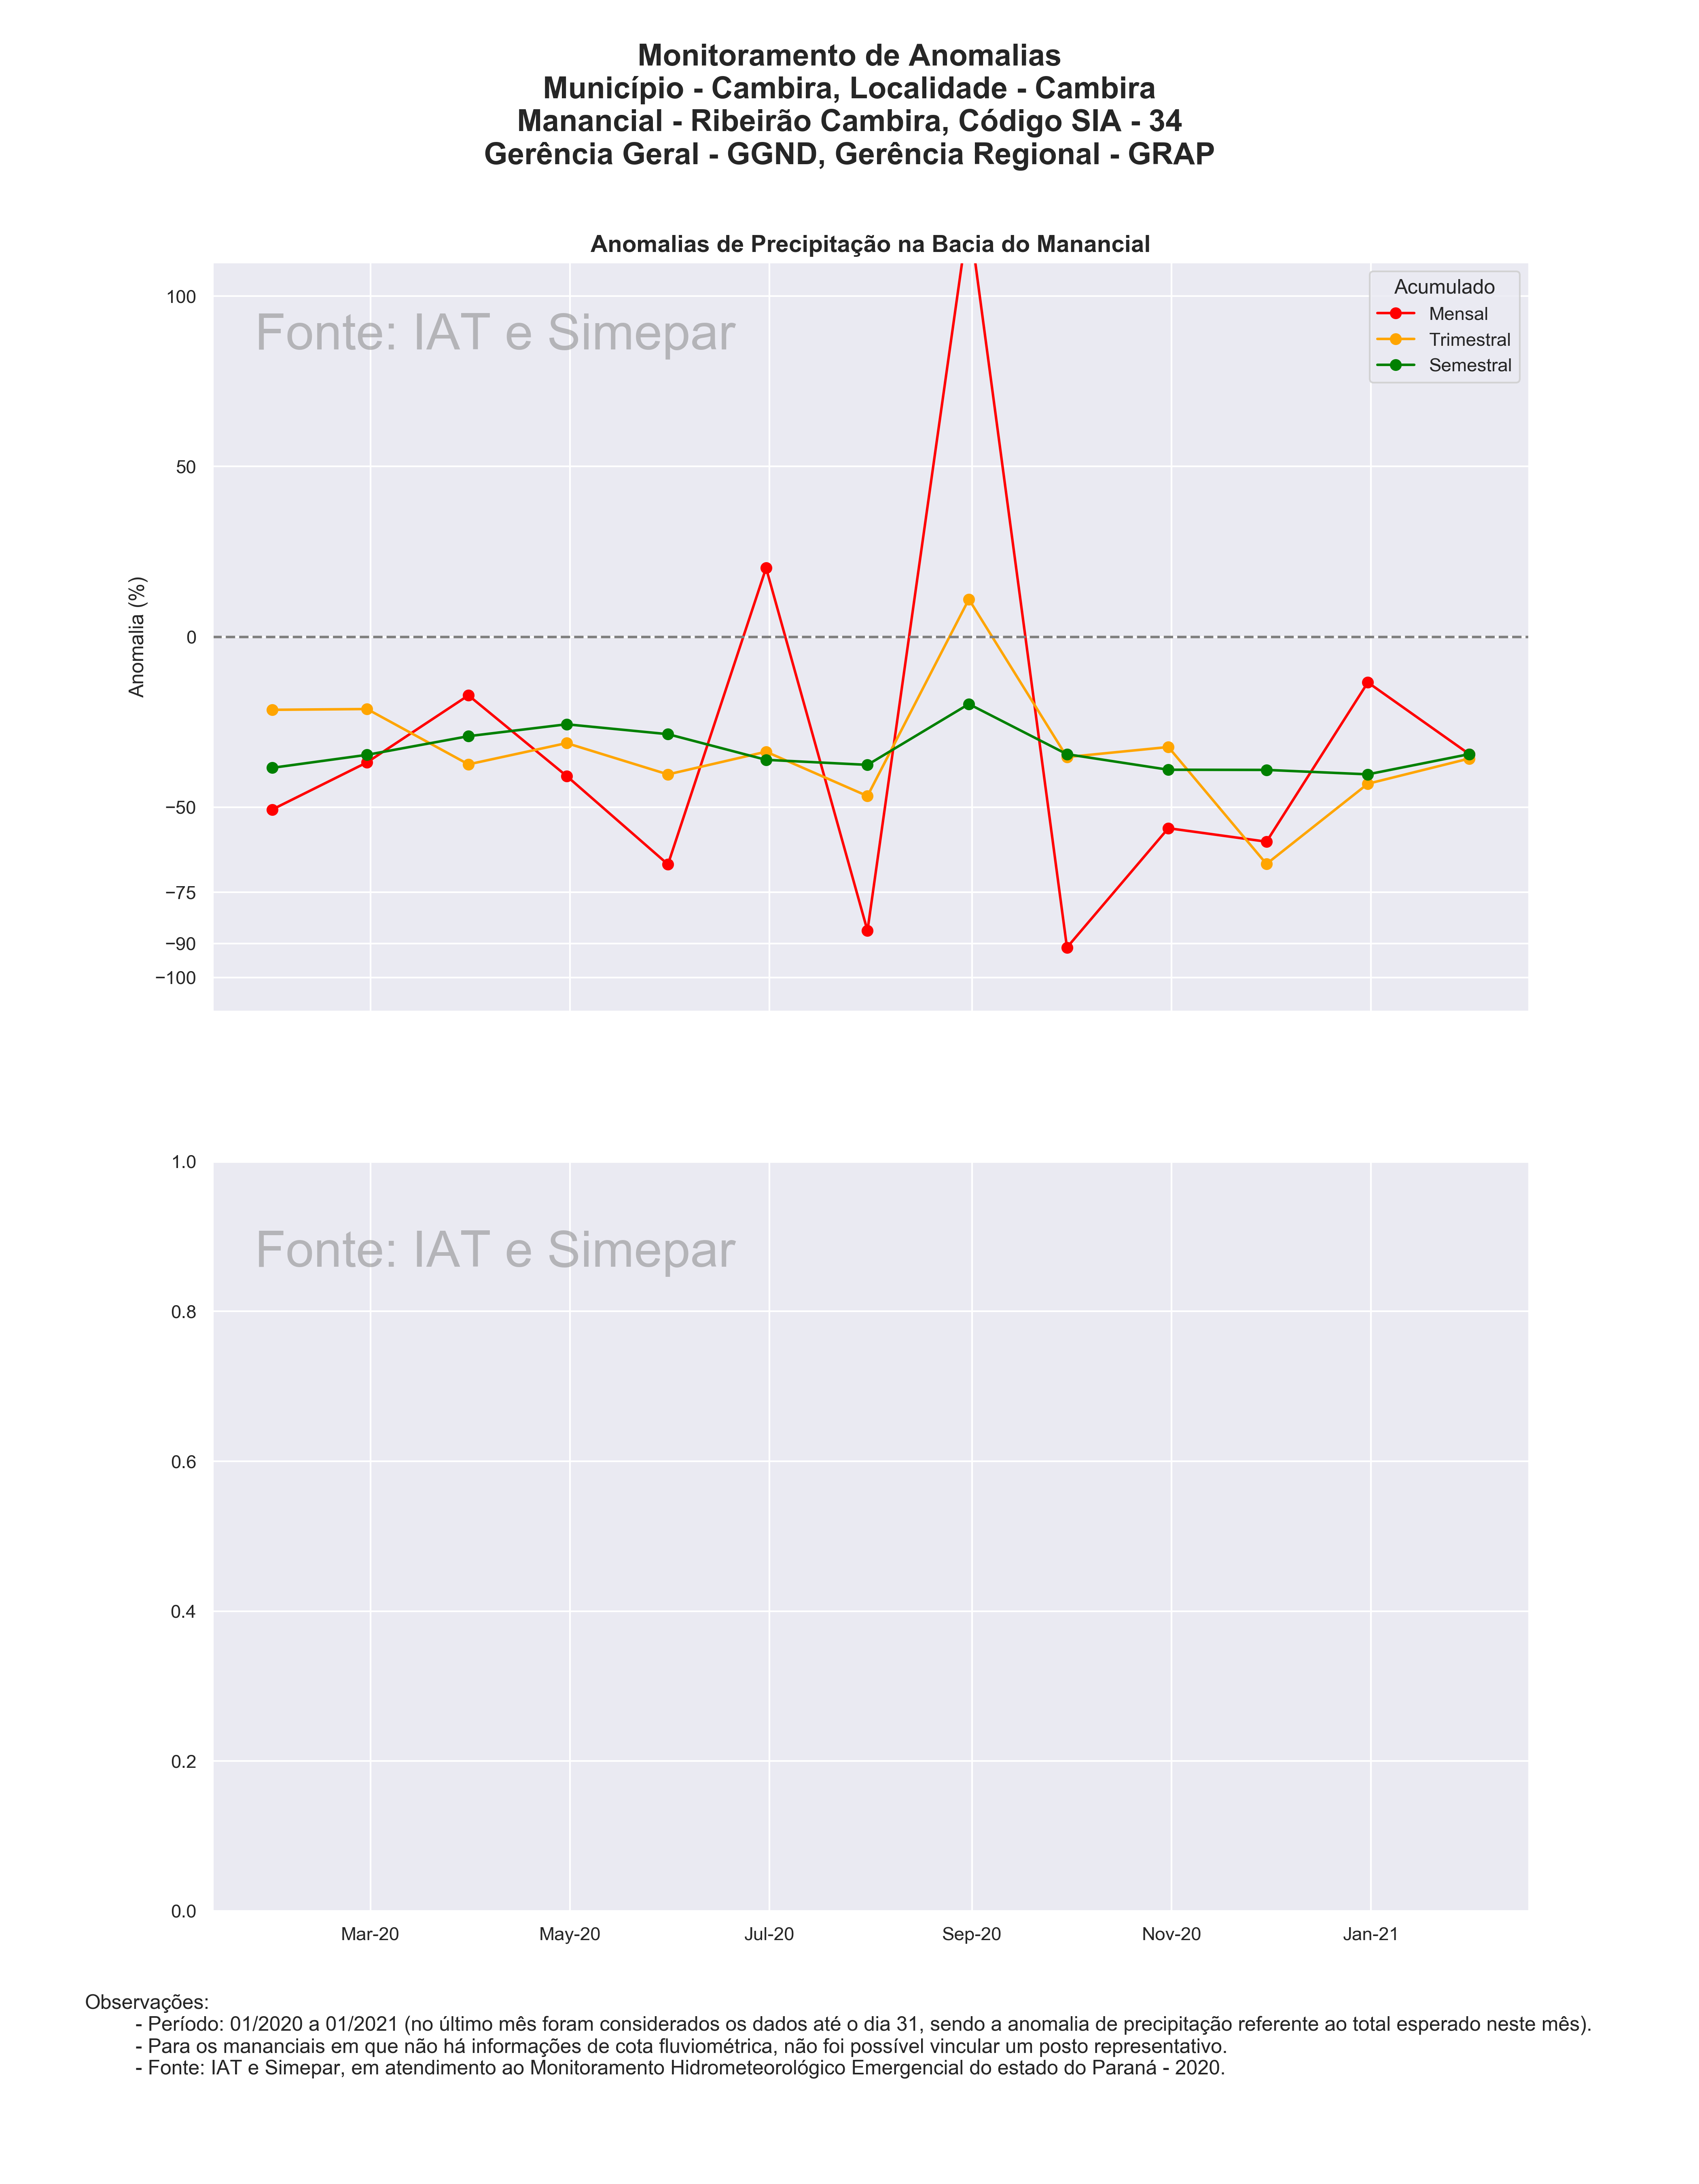 Monitoramento de Anomalias
Município - Cambira, Localidade - Cambira
Manancial - Ribeirão Cambira, Código SIA - 34
Gerência Geral - GGND, Gerência Regional - GRAP
Anomalias de Precipitação na Bacia do Manancial
Fonte: IAT e Simepar
Acumulado
Mensal
Trimestral
Semestral
Anomalia (%)
100
50
0
−50
−75
−90
−100
Fonte: IAT e Simepar
1.0
0.8
0.6
0.4
0.2
0.0
Mar-20 May-20 Jul-20 Sep-20 Nov-20 Jan-21
Observações:
- Período: 01/2020 a 01/2021 (no último mês foram considerados os dados até o dia 31, sendo a anomalia de precipitação referente ao total esperado neste mês).
- Para os mananciais em que não há informações de cota fluviométrica, não foi possível vincular um posto representativo.
- Fonte: IAT e Simepar, em atendimento ao Monitoramento Hidrometeorológico Emergencial do estado do Paraná - 2020.